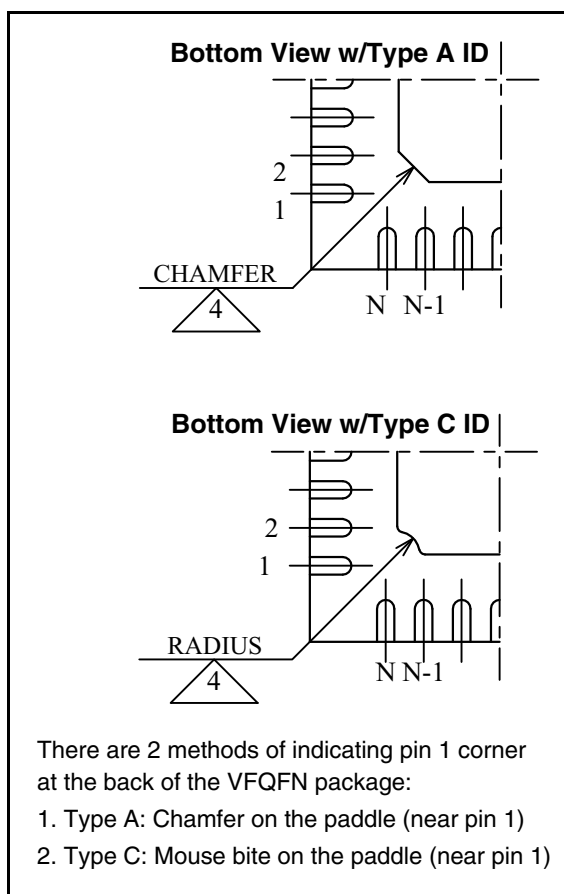 Bottom View w/Type A ID
2
1
CHAMFER
4
N N-1
Bottom View w/Type C ID
2
1
RADIUS
4
N N-1
There are 2 methods of indicating pin 1 corner
at the back of the VFQFN package:
1. Type A: Chamfer on the paddle (near pin 1)
2. Type C: Mouse bite on the paddle (near pin 1)